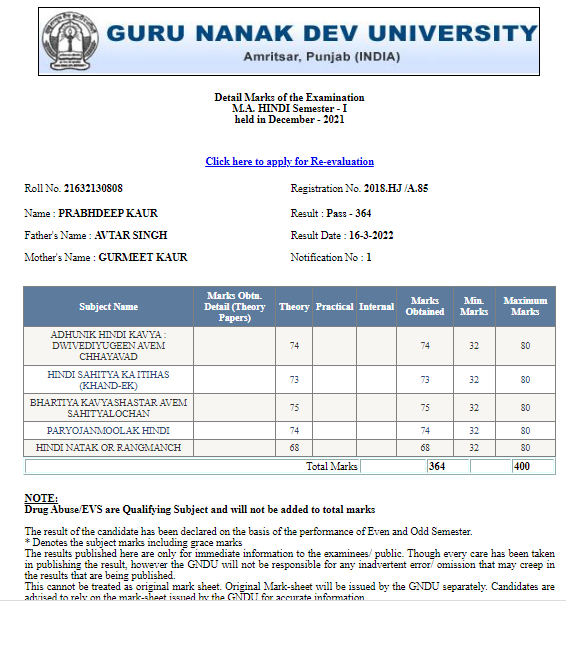 GURU NANAK DEV UNIVERSITY
Amritsar, Punjab (INDIA)
Detail Marks of the Examination
M.A. HINDI Semester - I
held in December - 2021
Click here to apply for Re-evaluation
Roll No. 21632130808 Registration No. 2018.HJ /A.85
Name : PRABHDEEP KAUR Result : Pass - 364
Father's Name : AVTAR SINGH Result Date : 16-3-2022
Mother's Name : GURMEET KAUR Notification No : 1
Subject Name Marks Obtn. Detail (Theory Papers) Theory Practical Internal Marks Obtained Min. Marks Maximum Marks
ADHUNIK HINDI KAVYA :
DWIVEDIYUGEEN AVEM
CHHAYAVAD 74 74 32 80
HINDI SAHITYA KA ITIHAS
(KHAND-EK) 73 73 32 80
BHARTIYA KAVYASHASTAR AVEM
SAHITYALOCHAN 75 75 32 80
PARYOJANMOOLAK HINDI 74 74 32 80
HINDI NATAK OR RANGMANCH 68 68 32 80
Total Marks 364 400
NOTE:
Drug Abuse/EVS are Qualifying Subject and will not be added to total marks
The result of the candidate has been declared on the basis of the performance of Even and Odd Semester.
* Denotes the subject marks including grace marks
The results published here are only for immediate information to the examinees/ public. Though every care has been taken
in publishing the result, however the GNDU will not be responsible for any inadvertent error/ omission that may creep in
the results that are being published.
This cannot be treated as original mark sheet. Original Mark-sheet will be issued by the GNDU separately. Candidates are
advised to rely on the mark-sheet issued by the GNDU for accurate information.